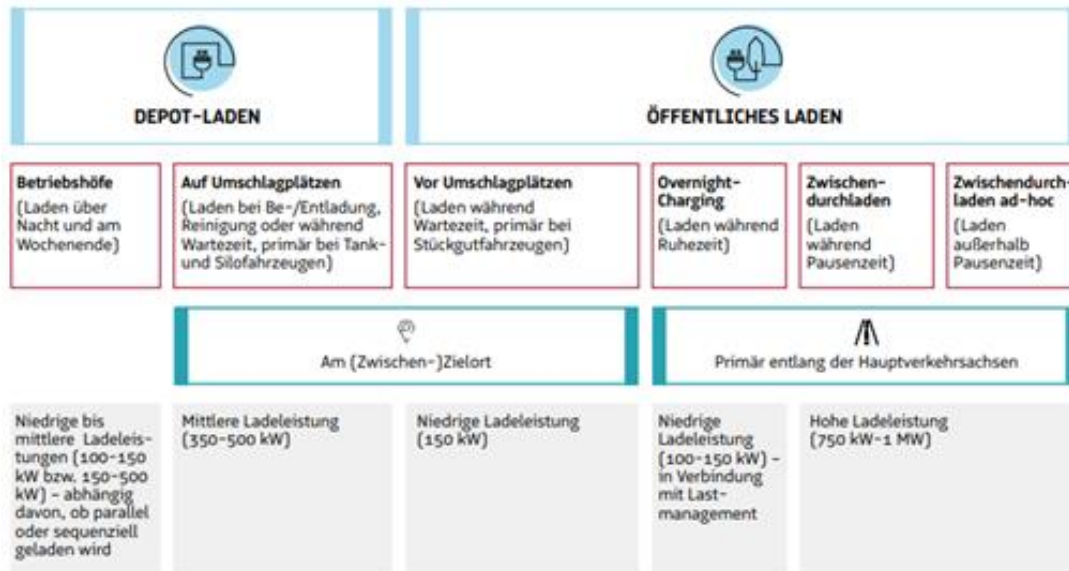 DEPOT-LADEN
ÖFFENTLICHES LADEN
Betriebshöfe
(Laden über
Nacht und am
Wochenende)
Auf Umschlagplätzen
(Laden bei Be-/Entladung,
Reinigung oder während
Wartezeit, primär bei Tank-
und Silofahrzeugen)
Vor Umschlagplätzen
(Laden während
Wartezeit, primär bei
Stückgutfahrzeugen)
Overnight-
Charging
(Laden während
Ruhezeit)
Zwischen-
durchladen
(Laden
während
Pausenzeit)
Zwischendurch-
laden ad-hoc
(Laden
außerhalb
Pausenzeit)
Am (Zwischen-)Zielort
Primär entlang der Hauptverkehrsachsen
Niedrige bis
mittlere Ladeleis-
tungen (100-150
kW bzw. 150-500
kW) – abhängig
davon, ob parallel
oder sequenziell
geladen wird
Mittlere Ladeleistung
(350-500 kW)
Niedrige Ladeleistung
(150 kW)
Niedrige
Ladeleistung
(100-150 kW) –
in Verbindung
mit Last-
management
Hohe Ladeleistung
(750 kW-1 MW)